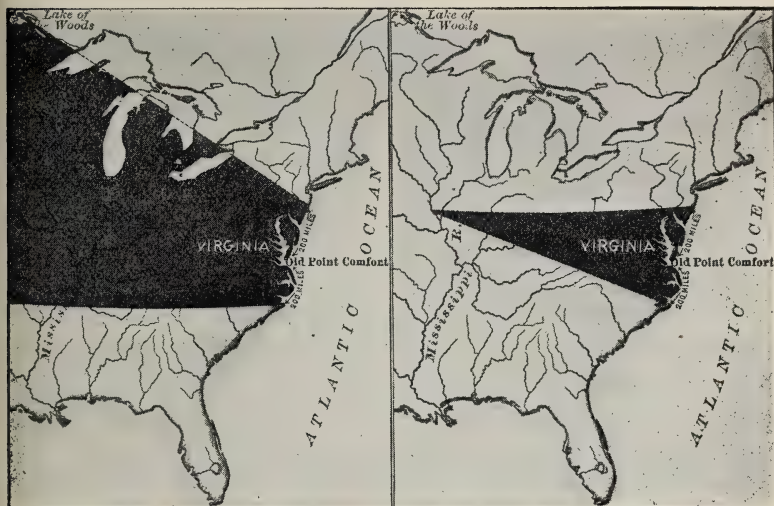 Lake of
the Woods
VIRGINIA
200 MILES
Old Point Comfort
200 MILES
Missis
OCEAN
ATLANTIC
Lake of
the Woods
VIRGINIA
200 MILES
Old Point Comfort
200 MILES
Mississippi R.
OCEAN
ATLANTIC